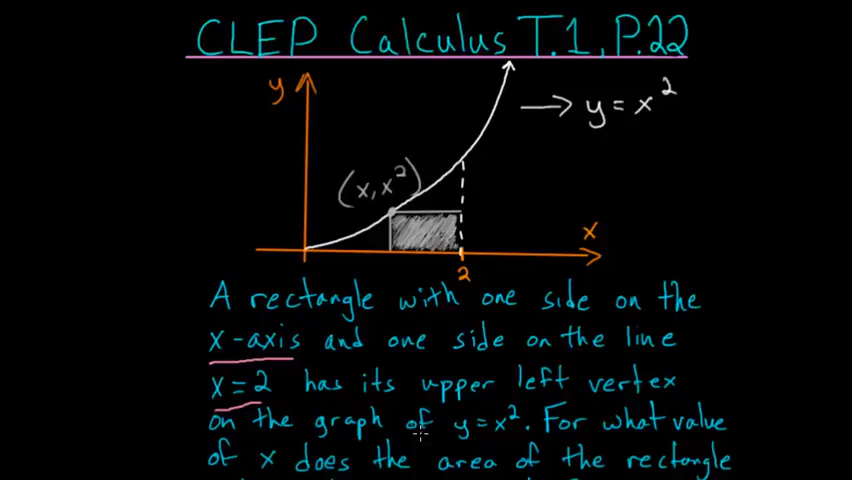 CLEP Calculus T.1, P.22
y
→ y = x²
(x, x²)
x
2
A rectangle with one side on the
x-axis and one side on the line
x = 2 has its upper left vertex
on the graph of y = x². For what value
of x does the area of the rectangle